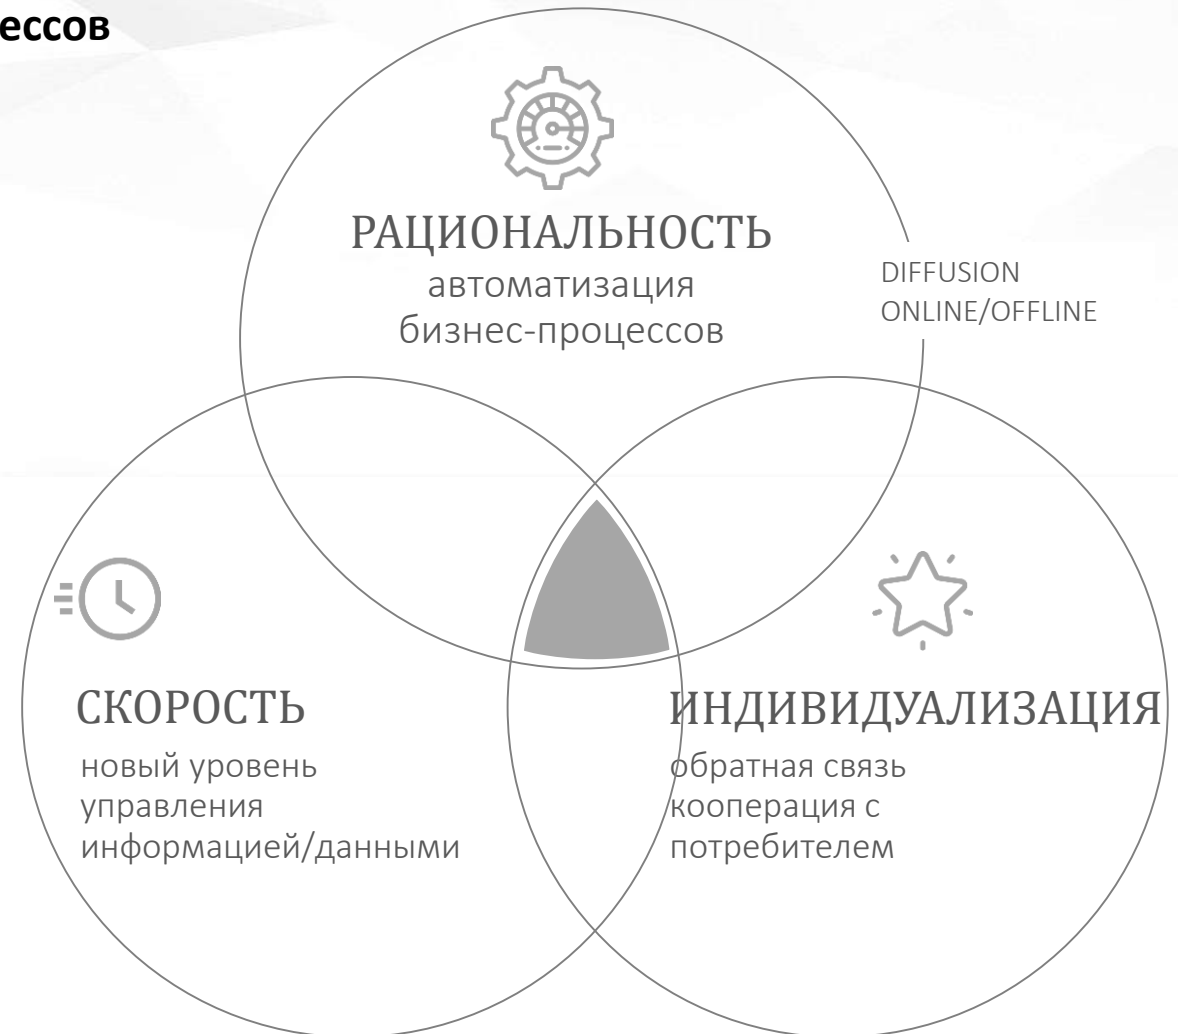 ессов
РАЦИОНАЛЬНОСТЬ
автоматизация
бизнес-процессов
DIFFUSION
ONLINE/OFFLINE
СКОРОСТЬ
новый уровень
управления
информацией/данными
ИНДИВИДУАЛИЗАЦИЯ
обратная связь
кооперация с
потребителем